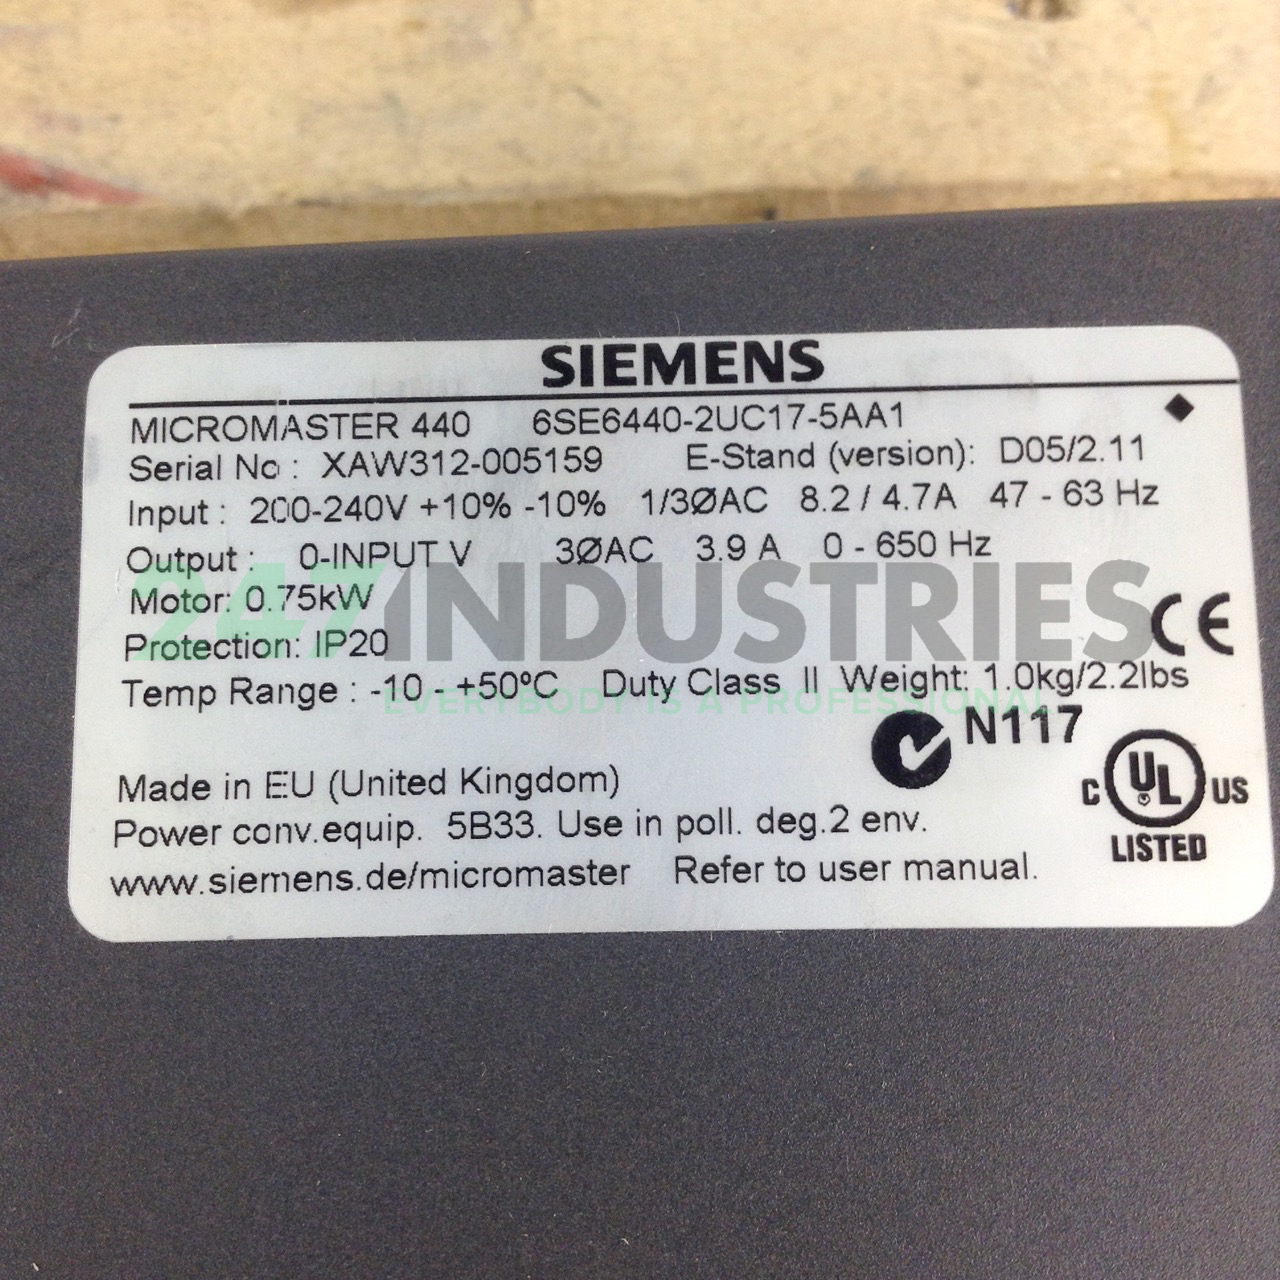 SIEMENS
MICROMASTER 440 6SE6440-2UC17-5AA1
Serial No : XAW312-005159 E-Stand (version): D05/2.11
Input : 200-240V +10% -10% 1/3ØAC 8.2 / 4.7A 47 - 63 Hz
Output : 0-INPUT V 3ØAC 3.9 A 0 - 650 Hz
Motor: 0.75kW
247 INDUSTRIES
Protection: IP20
CE
Temp Range : -10 - +50ºC Duty Class II Weight: 1.0kg/2.2lbs
EVERYBODY IS A PROFESSIONAL
N117
Made in EU (United Kingdom)
C UL US
LISTED
Power conv.equip. 5B33. Use in poll. deg.2 env.
www.siemens.de/micromaster Refer to user manual.